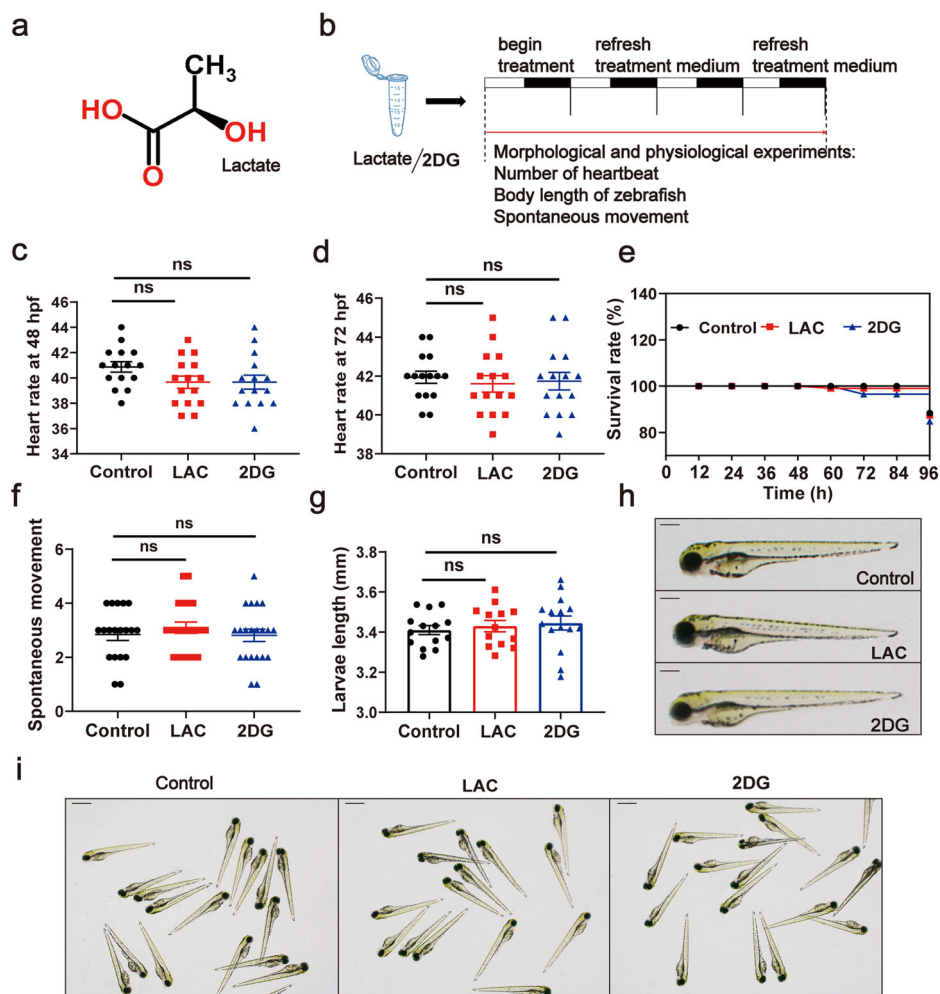 a
CH3
HO
OH
O
Lactate
b
begin
treatment
refresh
treatment medium
refresh
treatment medium
Lactate/2DG
Morphological and physiological experiments:
Number of heartbeat
Body length of zebrafish
Spontaneous movement
c
ns
ns
Heart rate at 48 hpf
46
44
42
40
38
36
34
Control
LAC
2DG
d
ns
ns
Heart rate at 72 hpf
46
44
42
40
38
Control
LAC
2DG
e
Survival rate (%)
140
120
100
80
Control
LAC
2DG
0
12
24
36
48
60
72
84
96
Time (h)
f
ns
ns
Spontaneous movement
6
4
2
0
Control
LAC
2DG
g
ns
ns
Larvae length (mm)
3.8
3.6
3.4
3.2
3.0
Control
LAC
2DG
h
Control
LAC
2DG
i
Control
LAC
2DG